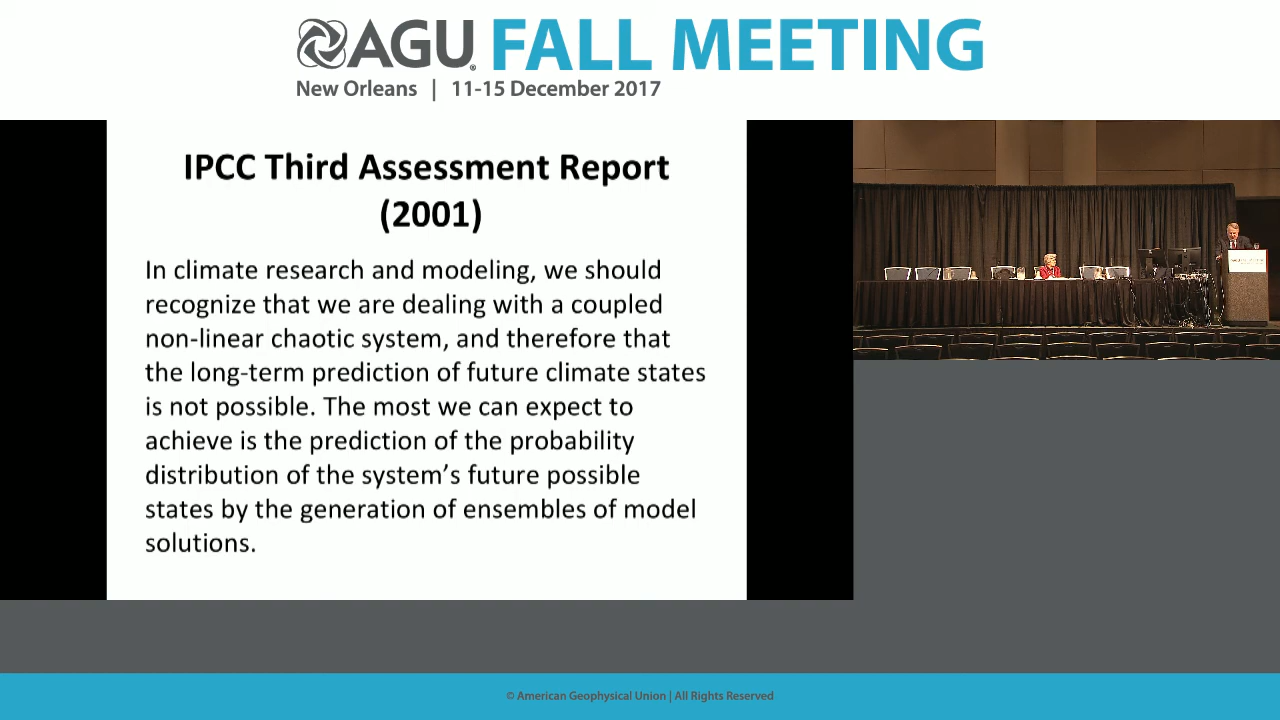 AGU FALL MEETING
New Orleans | 11-15 December 2017
IPCC Third Assessment Report
(2001)
In climate research and modeling, we should
recognize that we are dealing with a coupled
non-linear chaotic system, and therefore that
the long-term prediction of future climate states
is not possible. The most we can expect to
achieve is the prediction of the probability
distribution of the system’s future possible
states by the generation of ensembles of model
solutions.
© American Geophysical Union | All Rights Reserved